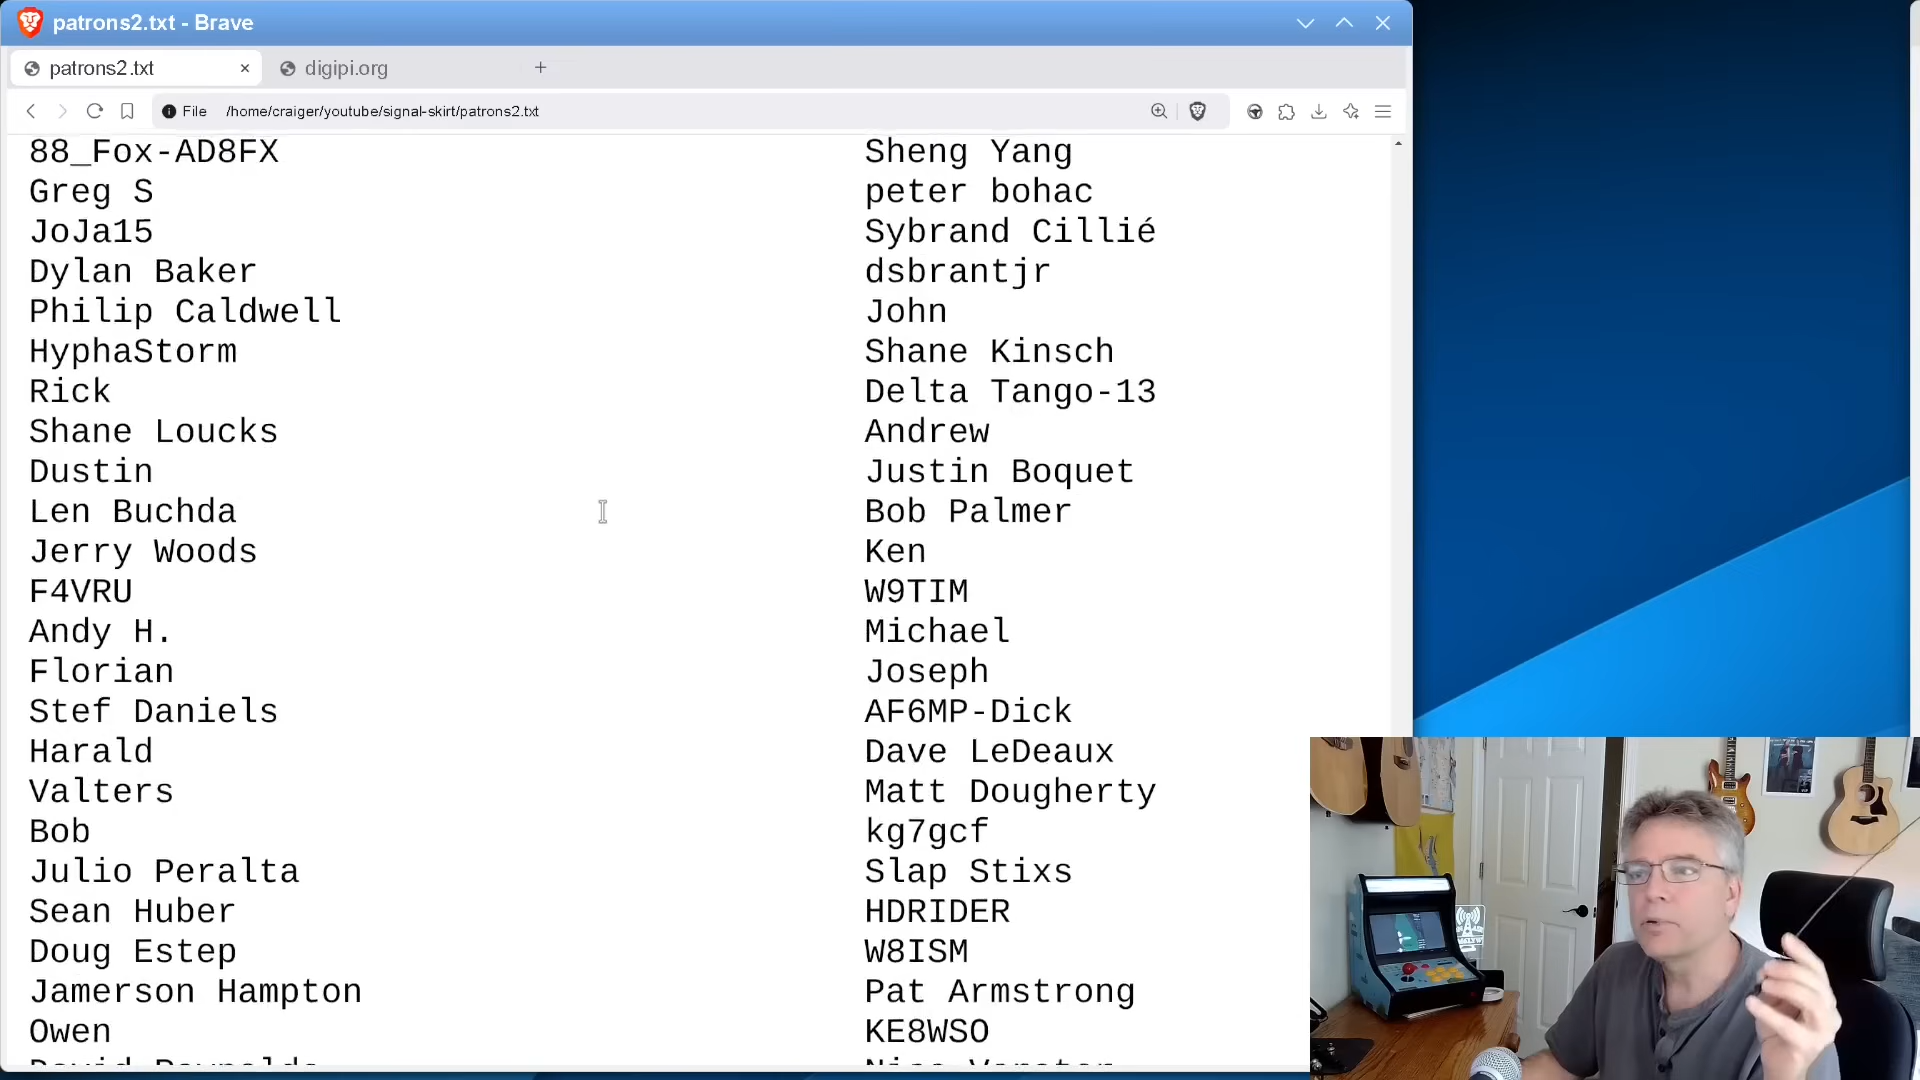 patrons2.txt - Brave
patrons2.txt
digipi.org
File /home/craiger/youtube/signal-skirt/patrons2.txt
88_Fox-AD8FX
Greg S
JoJa15
Dylan Baker
Philip Caldwell
HyphaStorm
Rick
Shane Loucks
Dustin
Len Buchda
Jerry Woods
F4VRU
Andy H.
Florian
Stef Daniels
Harald
Valters
Bob
Julio Peralta
Sean Huber
Doug Estep
Jamerson Hampton
Owen
Sheng Yang
peter bohac
Sybrand Cillié
dsbrantjr
John
Shane Kinsch
Delta Tango-13
Andrew
Justin Boquet
Bob Palmer
Ken
W9TIM
Michael
Joseph
AF6MP-Dick
Dave LeDeaux
Matt Dougherty
kg7gcf
Slap Stixs
HDRIDER
W8ISM
Pat Armstrong
KE8WSO